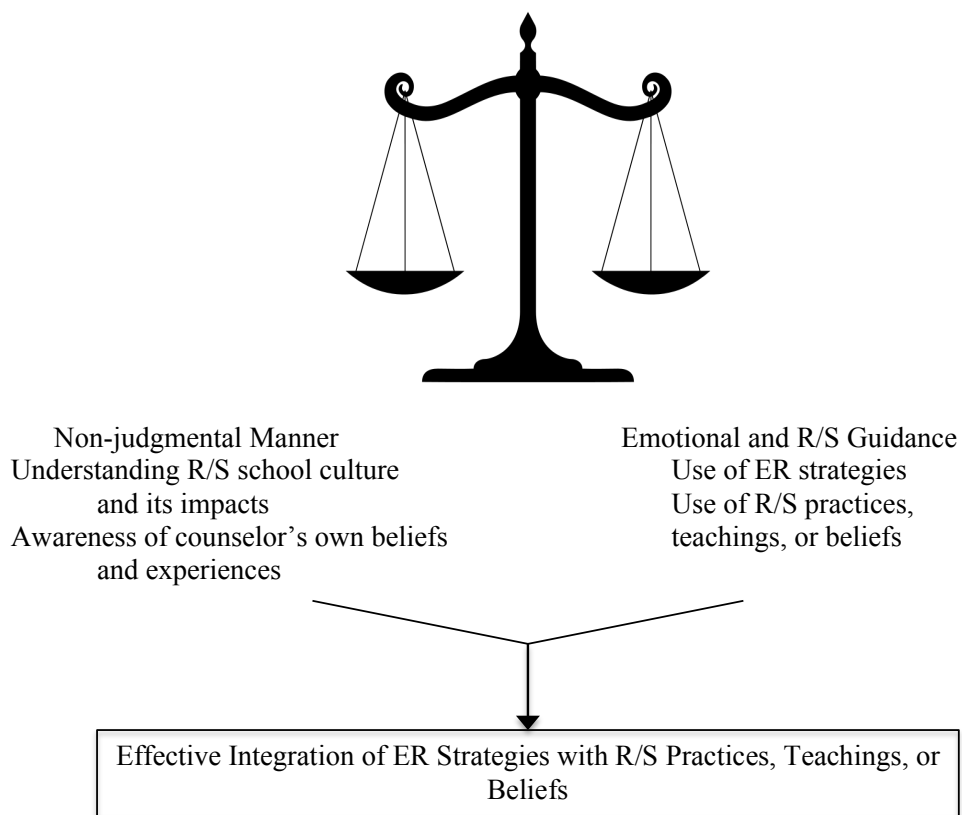 Non-judgmental Manner
Understanding R/S school culture
and its impacts
Awareness of counselor’s own beliefs
and experiences
Emotional and R/S Guidance
Use of ER strategies
Use of R/S practices,
teachings, or beliefs
Effective Integration of ER Strategies with R/S Practices, Teachings, or
Beliefs